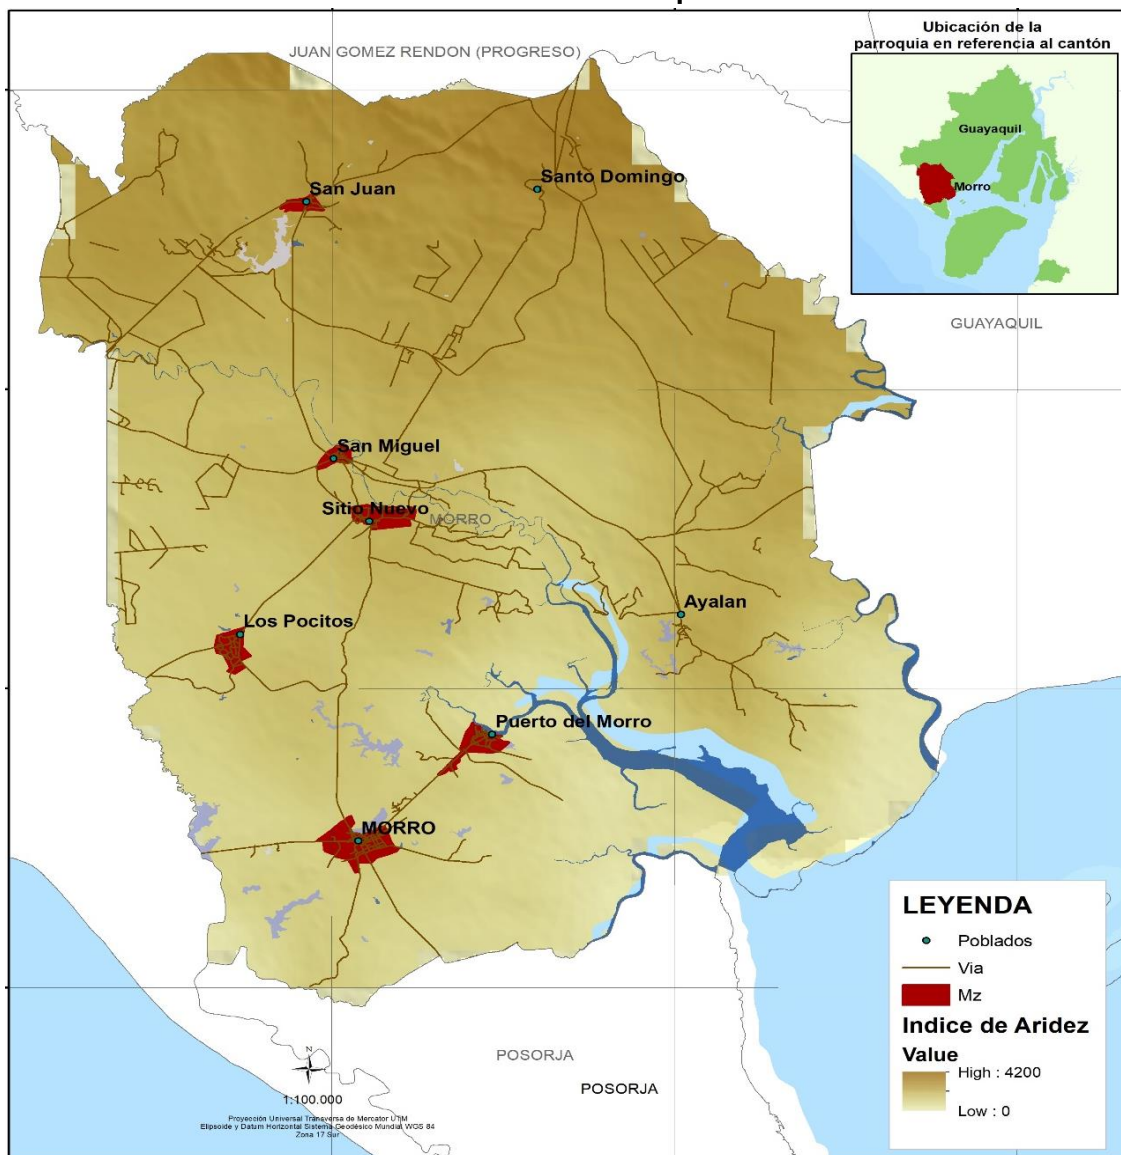 Ubicación de la
parroquia en referencia al cantón
JUAN GOMEZ RENDON (PROGRESO)
Guayaquil
Morro
San Juan
Santo Domingo
GUAYAQUIL
San Miguel
Sitio Nuevo
MORRO
Ayalan
Los Pocitos
Puerto del Morro
MORRO
LEYENDA
Poblados
Via
Mz
Indice de Aridez
Value
High : 4200
Low : 0
POSORJA
POSORJA
N
1:100.000
Proyección Universal Transversa de Mercator UTM
Elipsoide y Datum Horizontal Sistema Geodésico Mundial WGS 84
Zona 17 Sur